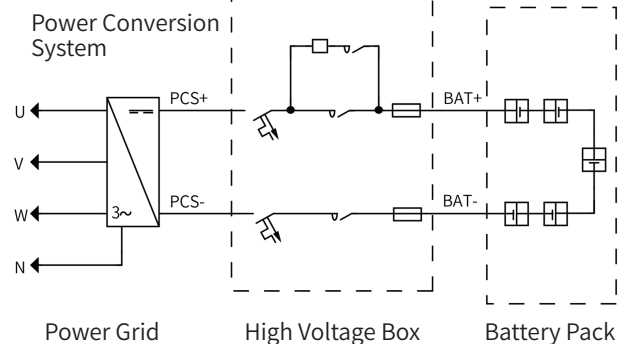 Power Conversion
System
PCS+
BAT+
U
V
W
3~
PCS-
BAT-
N
Power Grid
High Voltage Box
Battery Pack